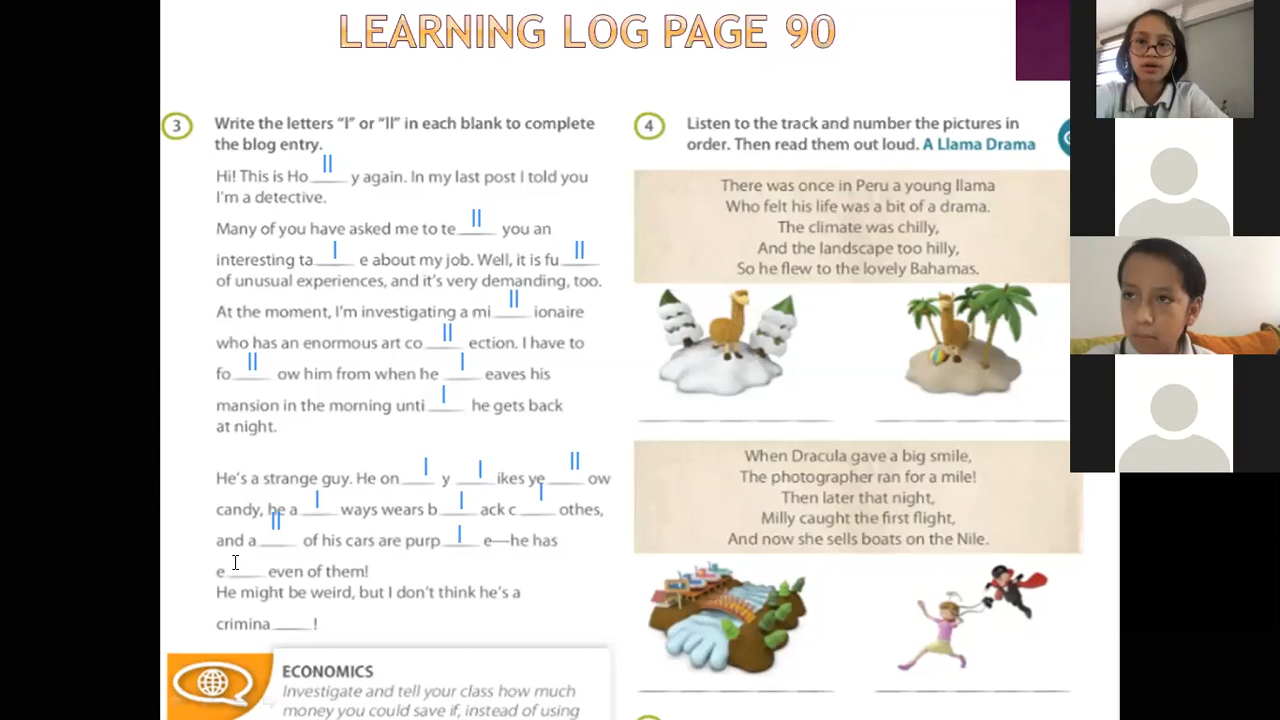 LEARNING LOG PAGE 90
3 Write the letters “l” or “ll” in each blank to complete
the blog entry.
Hi! This is Ho ll y again. In my last post I told you
I’m a detective.
Many of you have asked me to te ll you an
interesting ta l e about my job. Well, it is fu ll
of unusual experiences, and it’s very demanding, too.
At the moment, I’m investigating a mi ll ionaire
who has an enormous art co ll ection. I have to
fo ll ow him from when he l eaves his
mansion in the morning unti l he gets back
at night.
He’s a strange guy. He on l y l ikes ye ll ow
candy, he a l ways wears b l ack c l othes,
and a ll of his cars are purp l e—he has
e____ even of them!
He might be weird, but I don’t think he’s a
crimina____ !
ECONOMICS
Investigate and tell your class how much
money you could save if, instead of using
4 Listen to the track and number the pictures in
order. Then read them out loud. A Llama Drama
There was once in Peru a young llama
Who felt his life was a bit of a drama.
The climate was chilly,
And the landscape too hilly,
So he flew to the lovely Bahamas.
When Dracula gave a big smile,
The photographer ran for a mile!
Then later that night,
Milly caught the first flight,
And now she sells boats on the Nile.